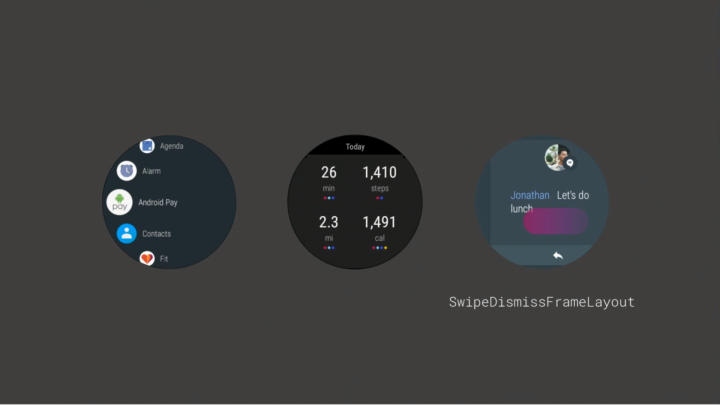 Agenda
Alarm
pay
Android Pay
Contacts
Fit
Today
26 1,410
min steps
2.3 1,491
mi cal
Jonathan Let's do
lunch
SwipeDismissFrameLayout